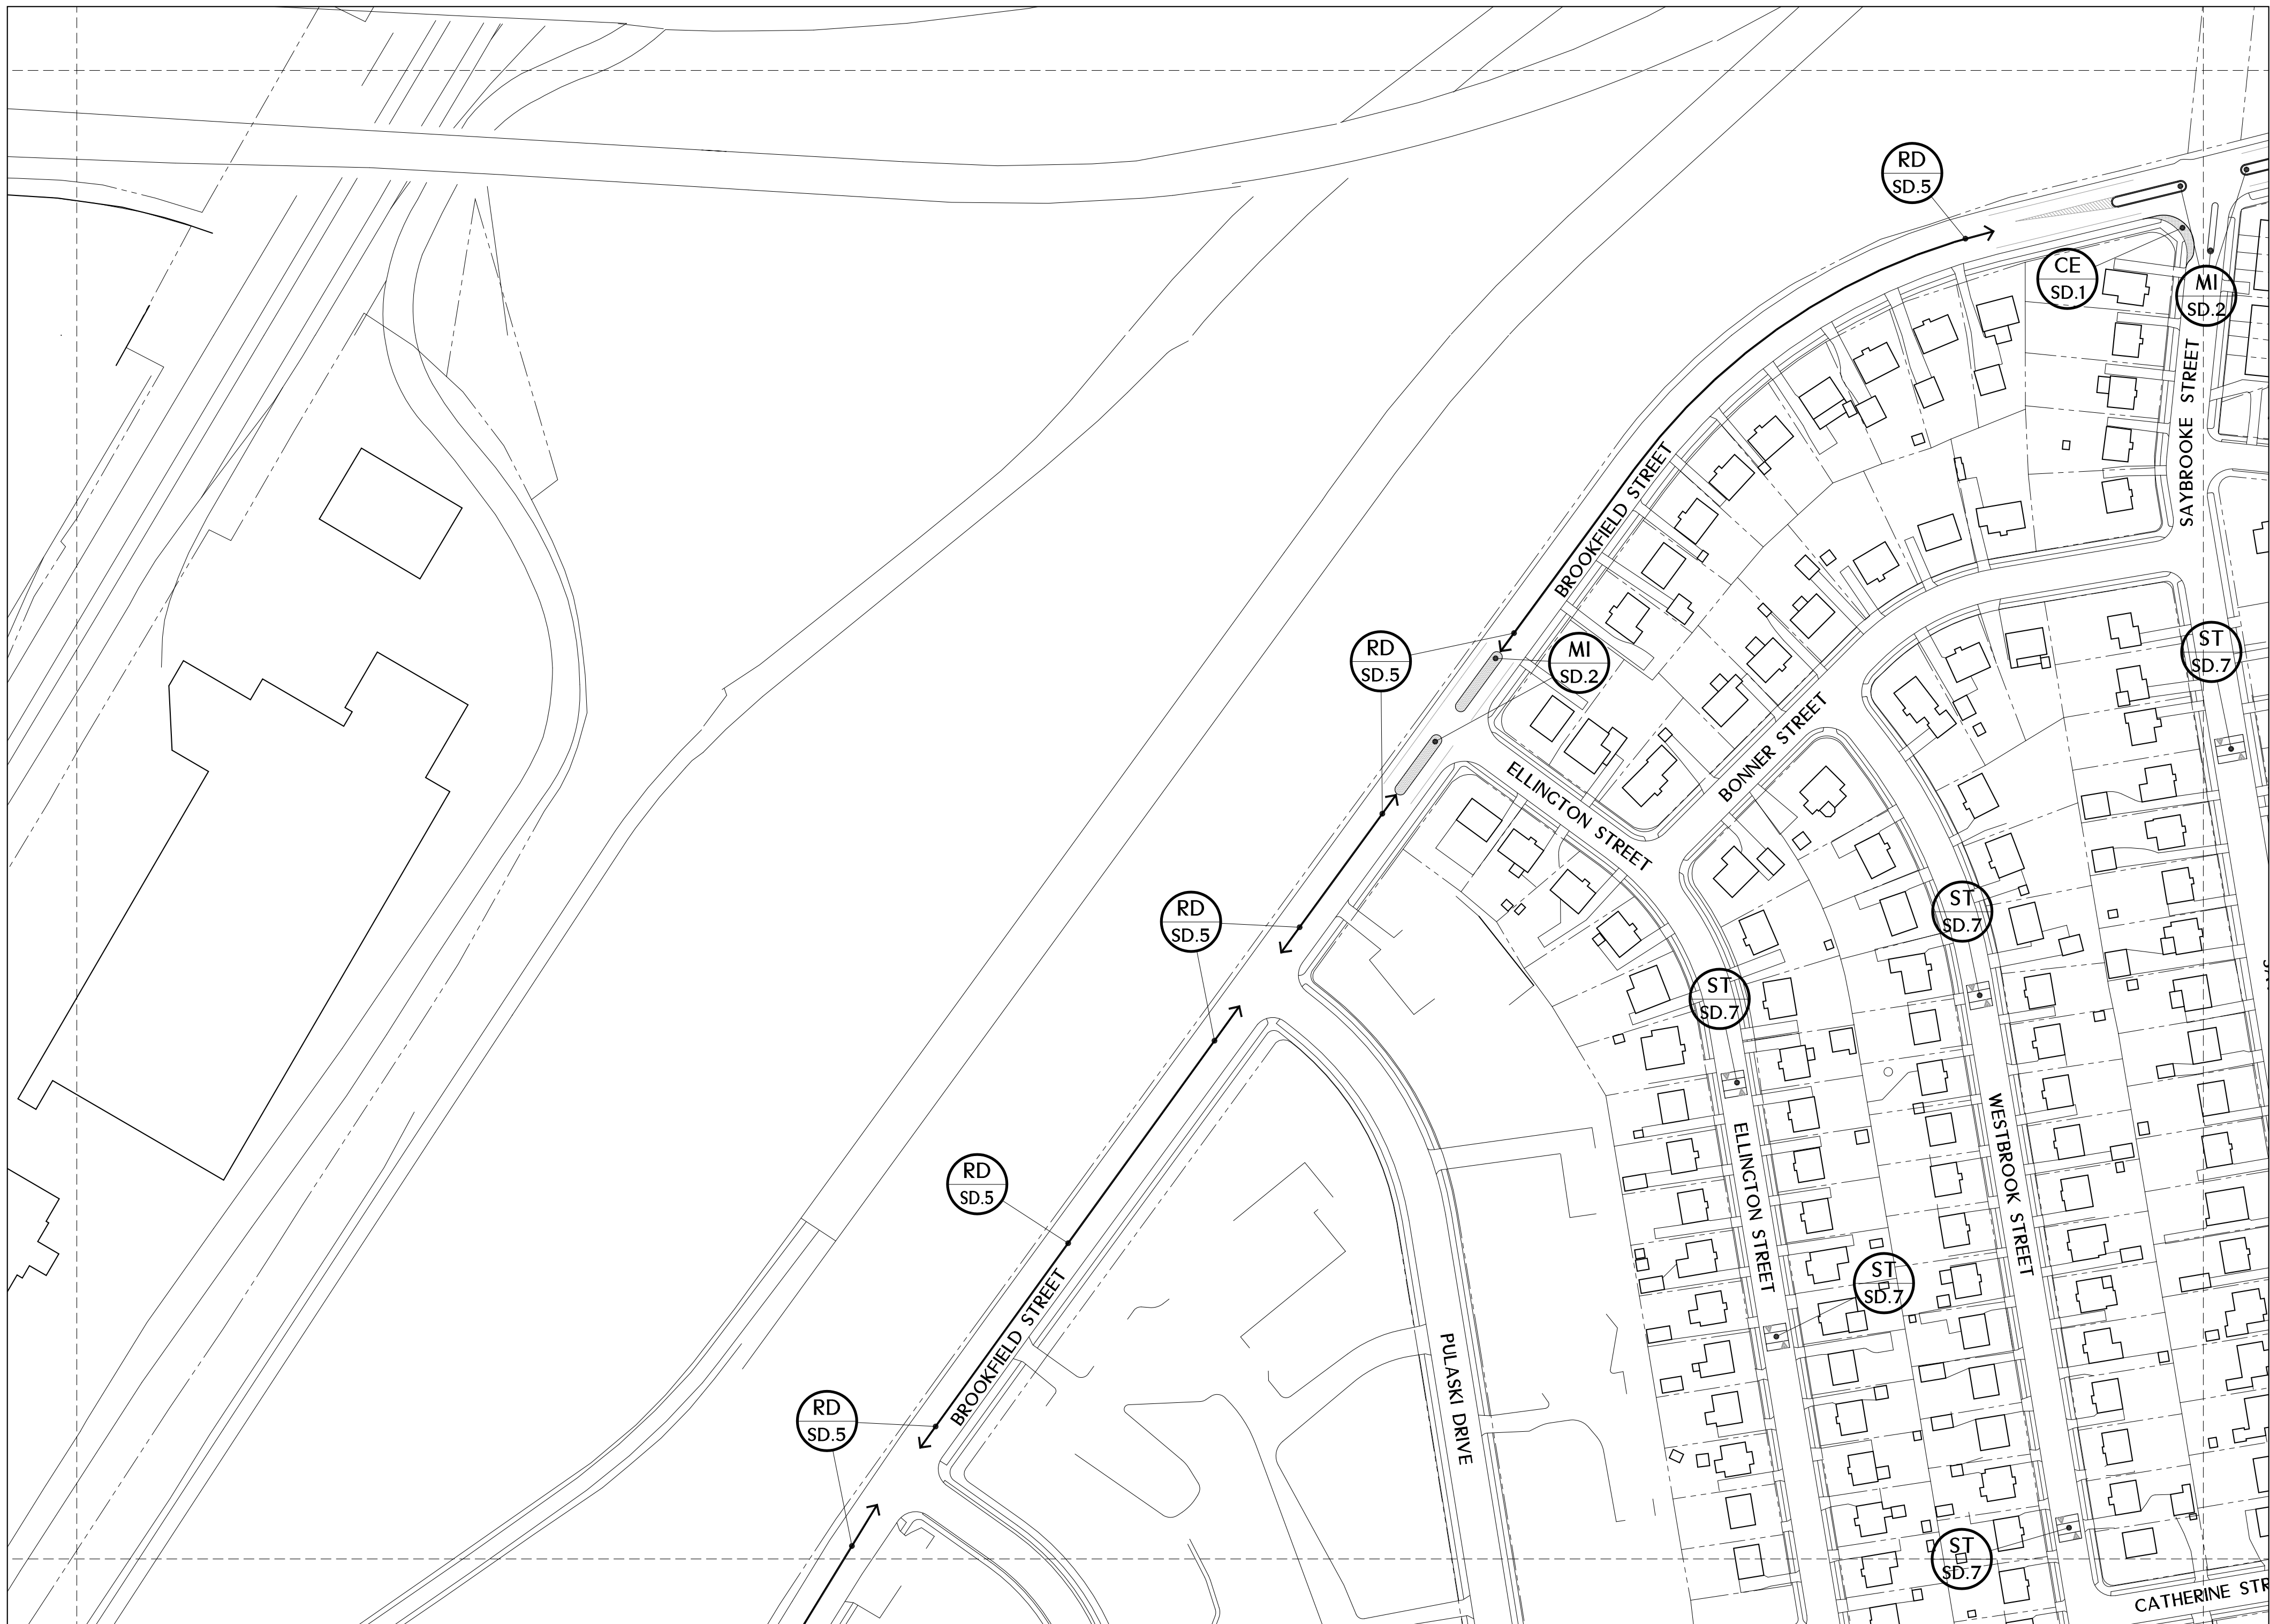 RD
SD.5
CE
SD.1
MI
SD.2
SAYBROOKE STREET
BROOKFIELD STREET
RD
SD.5
MI
SD.2
ST
SD.7
BONNER STREET
ELLINGTON STREET
RD
SD.5
ST
SD.7
ST
SD.7
RD
SD.5
ELLINGTON STREET
WESTBROOK STREET
ST
SD.7
BROOKFIELD STREET
PULASKI DRIVE
RD
SD.5
ST
SD.7
CATHERINE STR